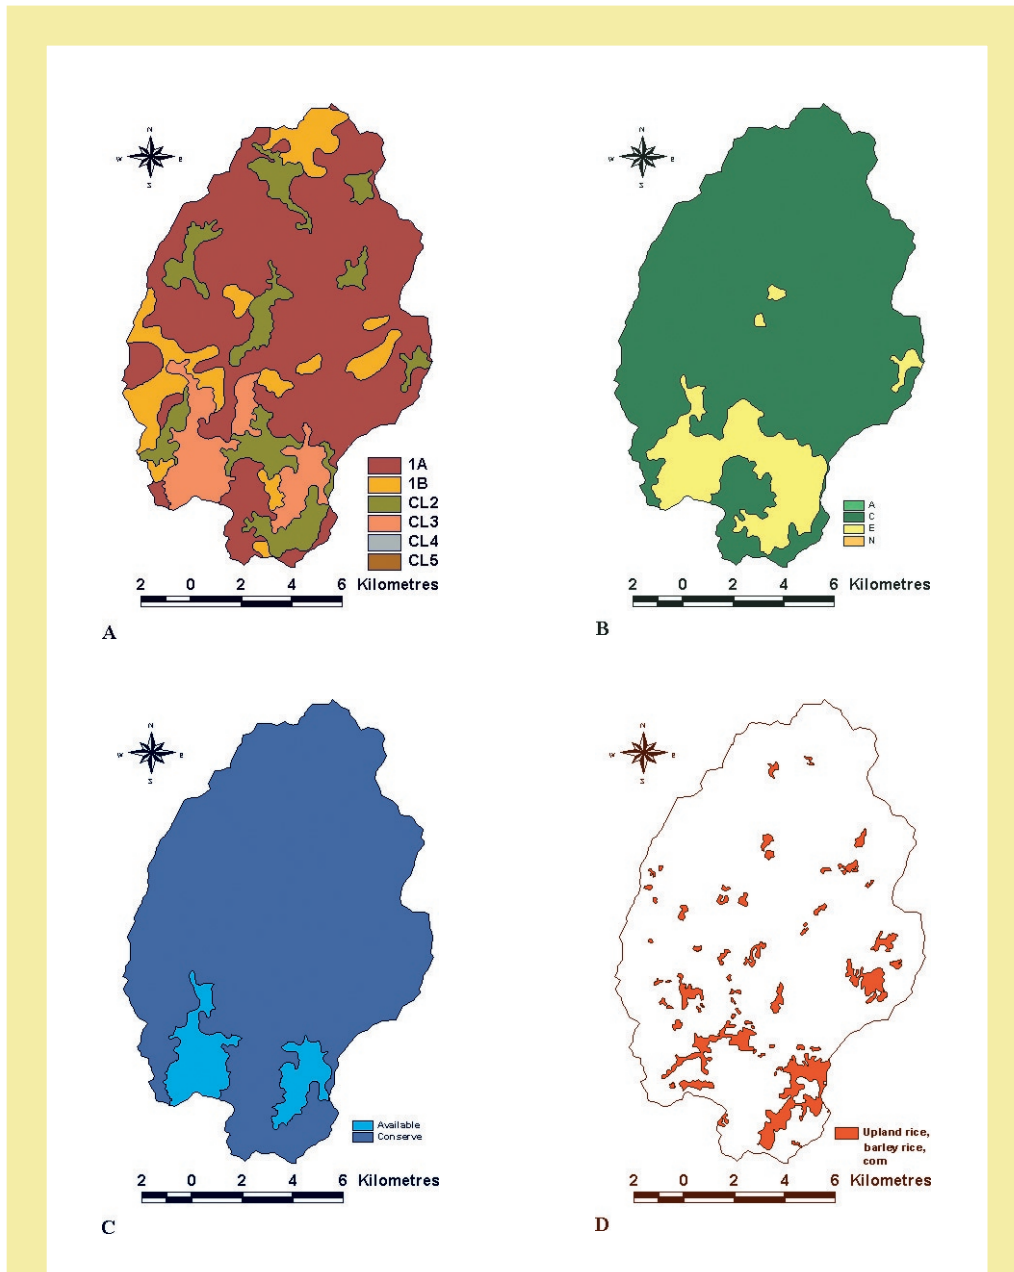 N
W E
S
1A
1B
CL2
CL3
CL4
CL5
2 0 2 4 6 Kilometres
A
N
W E
S
A
C
E
N
2 0 2 4 6 Kilometres
B
N
W E
S
Available
Conserve
2 0 2 4 6 Kilometres
C
N
W E
S
Upland rice,
barley rice,
corn
2 0 2 4 6 Kilometres
D